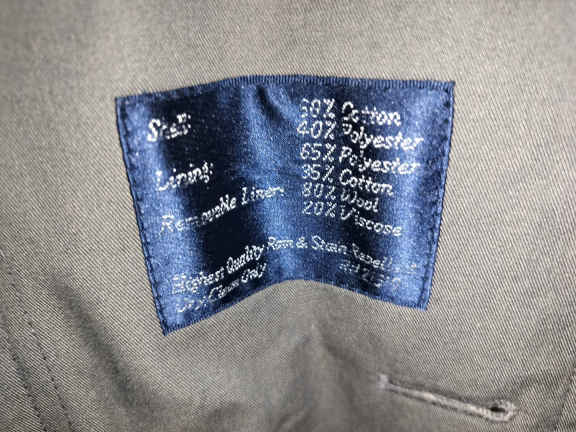 Shell: 60% Cotton
40% Polyester
Lining: 65% Polyester
35% Cotton
Removable Liner: 80% Wool
20% Viscose
Highest Quality Rain & Stain
Clean Only